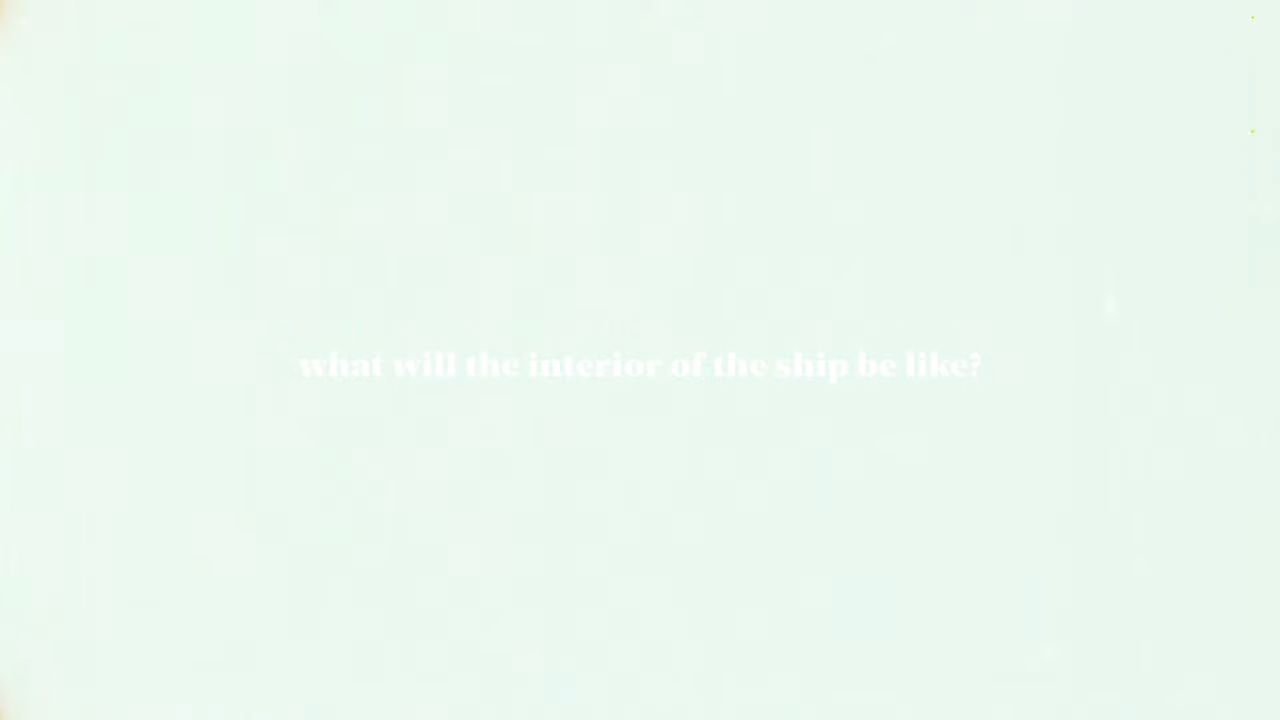 what will the interior of the ship be like?